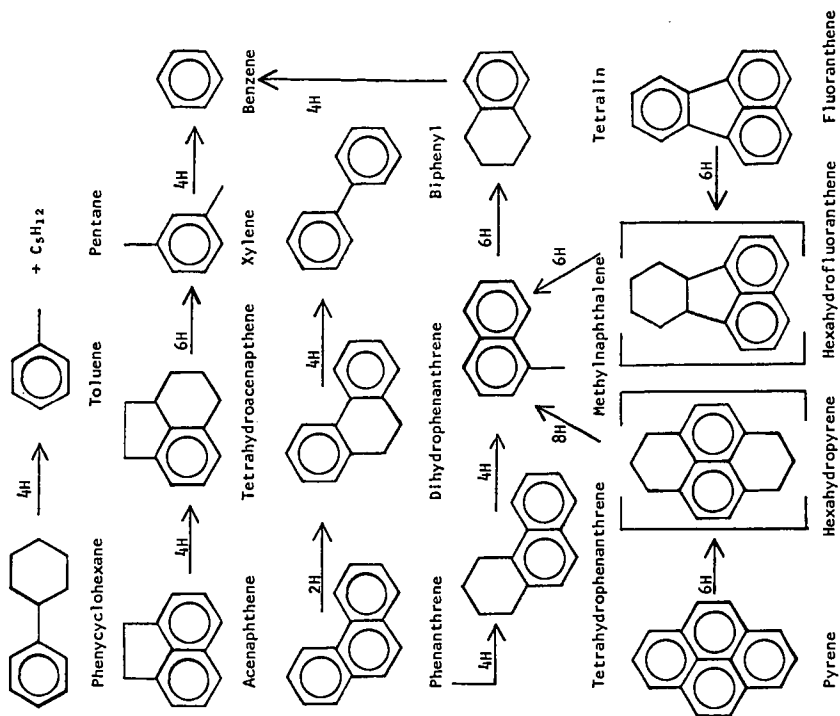 4H + C₅H₁₂
Phenycyclohexane Toluene Pentane
4H 6H 4H
Acenaphthene Tetrahydroacenapthene Xylene Benzene
2H 4H 4H
Phenanthrene Dihydrophenanthrene Biphenyl
4H 4H 6H
Tetrahydrophenanthrene Methylnaphthalene Tetralin
8H 6H
6H 6H
Pyrene Hexahydropyrene Hexahydrofluoranthene Fluoranthene